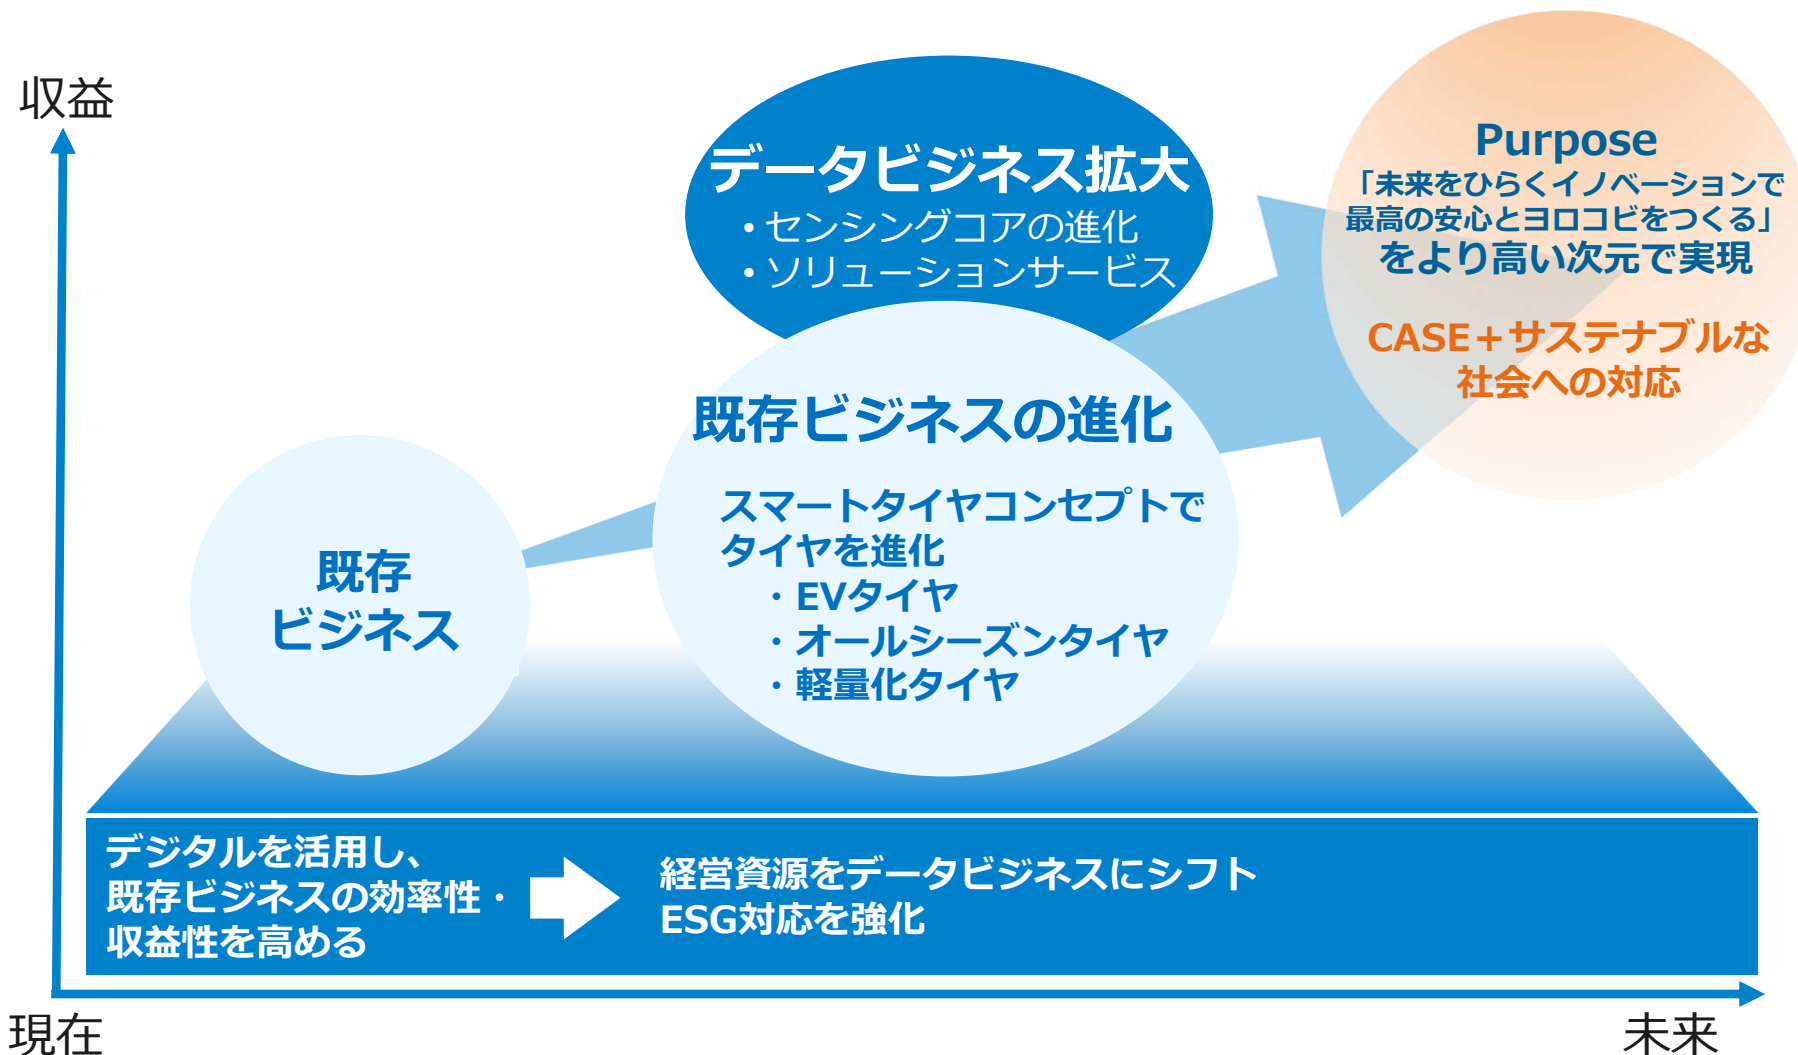 収益
データビジネス拡大
・センシングコアの進化
・ソリューションサービス
Purpose
「未来をひらくイノベーションで
最高の安心とヨロコビをつくる」
をより高い次元で実現
CASE+サステナブルな
社会への対応
既存
ビジネス
既存ビジネスの進化
スマートタイヤコンセプトで
タイヤを進化
・EVタイヤ
・オールシーズンタイヤ
・軽量化タイヤ
デジタルを活用し、
既存ビジネスの効率性・
収益性を高める
経営資源をデータビジネスにシフト
ESG対応を強化
現在
未来